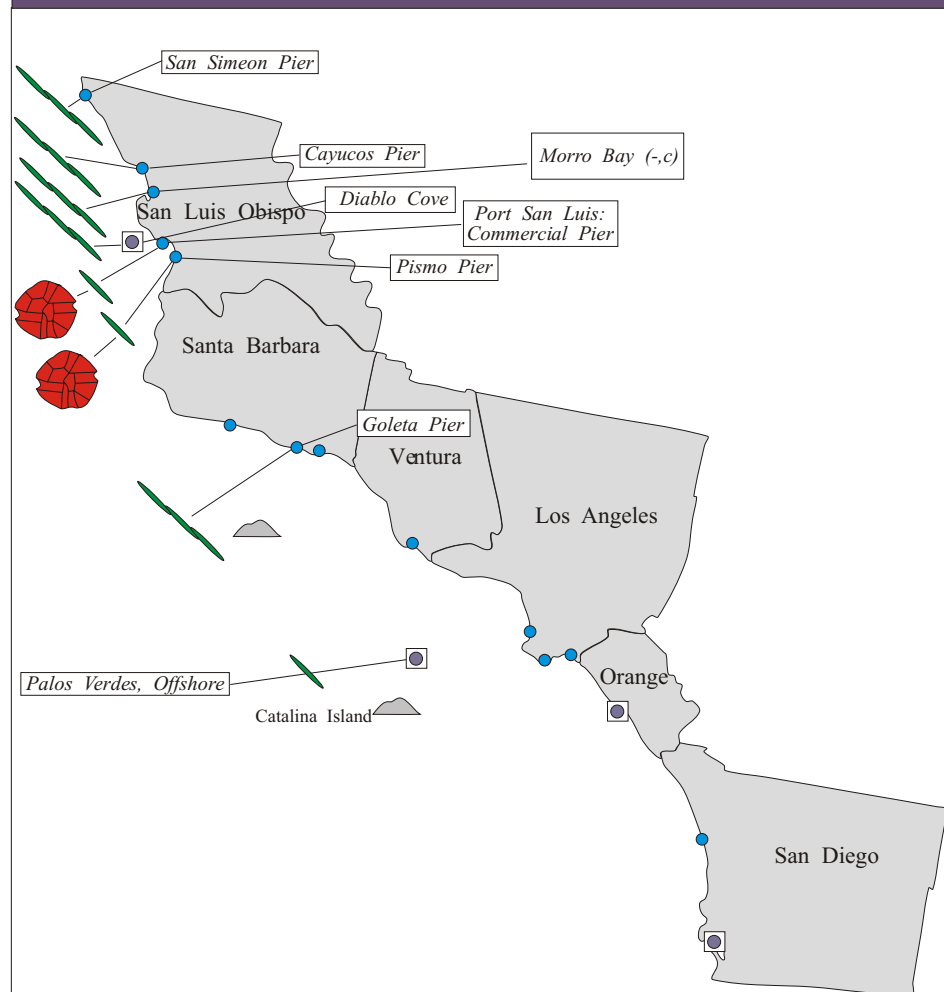 San Simeon Pier
Cayucos Pier
Morro Bay (-,c)
Diablo Cove
San Luis Obispo
Port San Luis:
Commercial Pier
Pismo Pier
Santa Barbara
Goleta Pier
Ventura
Los Angeles
Palos Verdes, Offshore
Orange
Catalina Island
San Diego